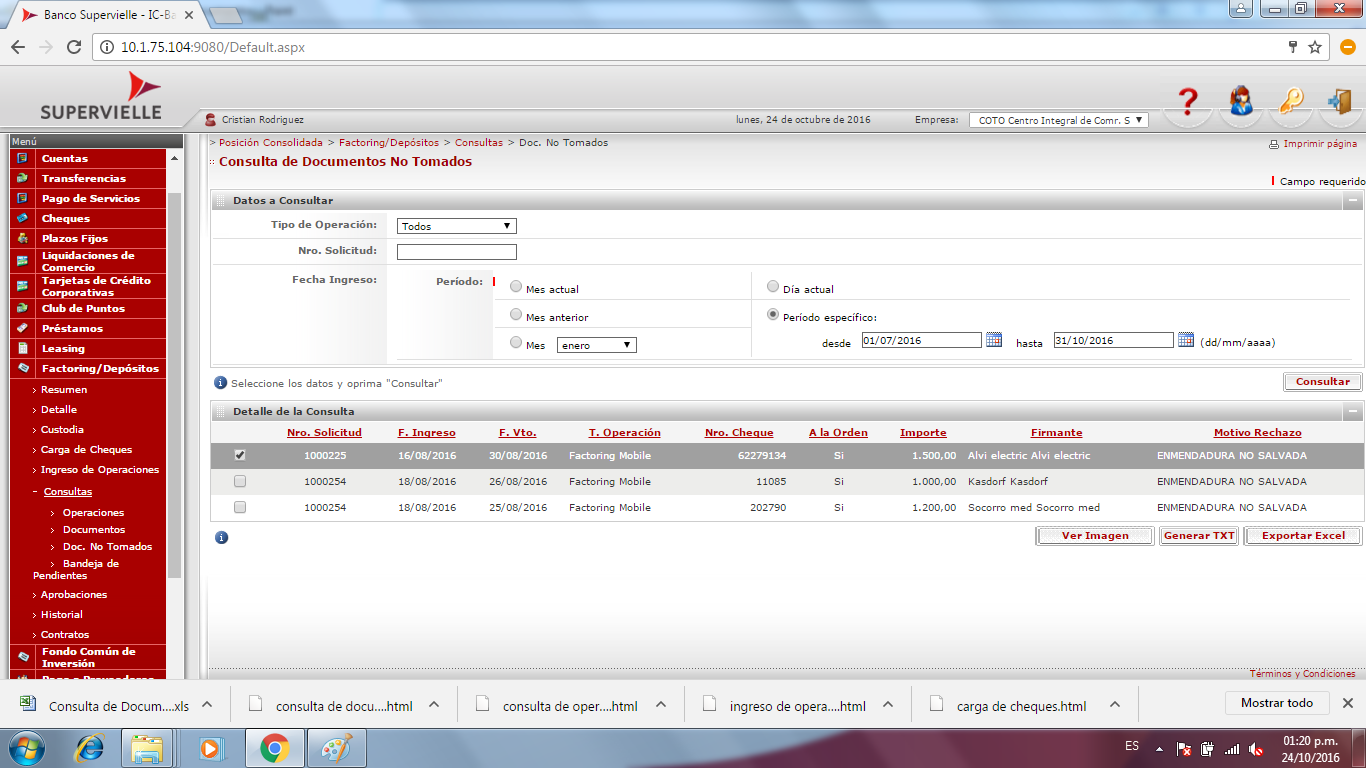 Banco Supervielle - IC-Ba
10.1.75.104:9080/Default.aspx
SUPERVIELLE
Cristian Rodriguez
lunes, 24 de octubre de 2016
Empresa:
COTO Centro Integral de Comr. S
Menú
Cuentas
Transferencias
Pago de Servicios
Cheques
Plazos Fijos
Liquidaciones de
Comercio
Tarjetas de Crédito
Corporativas
Club de Puntos
Préstamos
Leasing
Factoring/Depósitos
> Resumen
> Detalle
> Custodia
> Carga de Cheques
> Ingreso de Operaciones
- Consultas
> Operaciones
> Documentos
> Doc. No Tomados
> Bandeja de
Pendientes
> Aprobaciones
> Historial
> Contratos
Fondo Común de
Inversión
> Posición Consolidada > Factoring/Depósitos > Consultas > Doc. No Tomados
Imprimir página
Consulta de Documentos No Tomados
Campo requerido
Datos a Consultar
Tipo de Operación: Todos
Nro. Solicitud:
Fecha Ingreso: Período:
Mes actual
Día actual
Mes anterior
Período específico:
Mes enero
desde 01/07/2016 hasta 31/10/2016 (dd/mm/aaaa)
Seleccione los datos y oprima "Consultar"
Consultar
Detalle de la Consulta
Nro. Solicitud F. Ingreso F. Vto. T. Operación Nro. Cheque A la Orden Importe Firmante Motivo Rechazo
1000225 16/08/2016 30/08/2016 Factoring Mobile 62279134 Si 1.500,00 Alvi electric Alvi electric ENMENDADURA NO SALVADA
1000254 18/08/2016 26/08/2016 Factoring Mobile 11085 Si 1.000,00 Kasdorf Kasdorf ENMENDADURA NO SALVADA
1000254 18/08/2016 25/08/2016 Factoring Mobile 202790 Si 1.200,00 Socorro med Socorro med ENMENDADURA NO SALVADA
Ver Imagen Generar TXT Exportar Excel
Términos y Condiciones
Consulta de Docum....xls
consulta de docu....html
consulta de oper....html
ingreso de opera....html
carga de cheques.html
Mostrar todo
ES
01:20 p.m.
24/10/2016